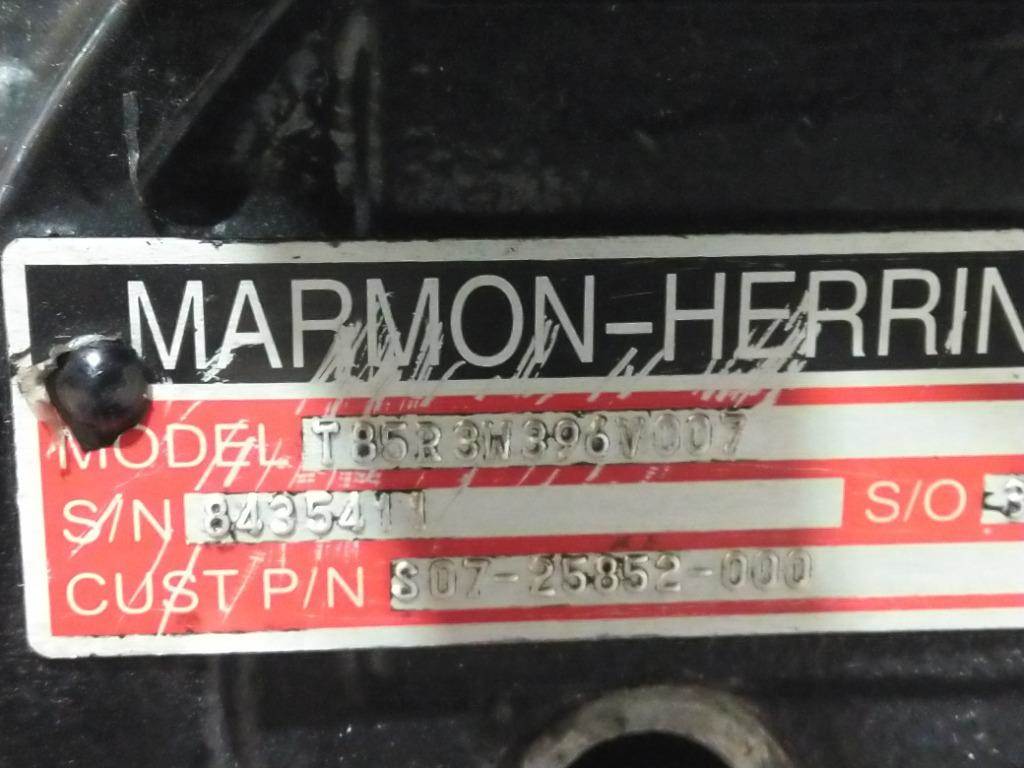 MARMON-HERRIN
MODEL T85R3W396V007
S/N 8435411 S/O
CUST P/N S07-25852-000